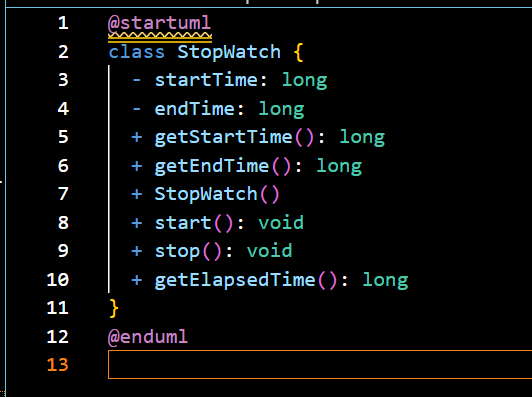 1 @startuml
2 class StopWatch {
3 - startTime: long
4 - endTime: long
5 + getStartTime(): long
6 + getEndTime(): long
7 + StopWatch()
8 + start(): void
9 + stop(): void
10 + getElapsedTime(): long
11 }
12 @enduml
13